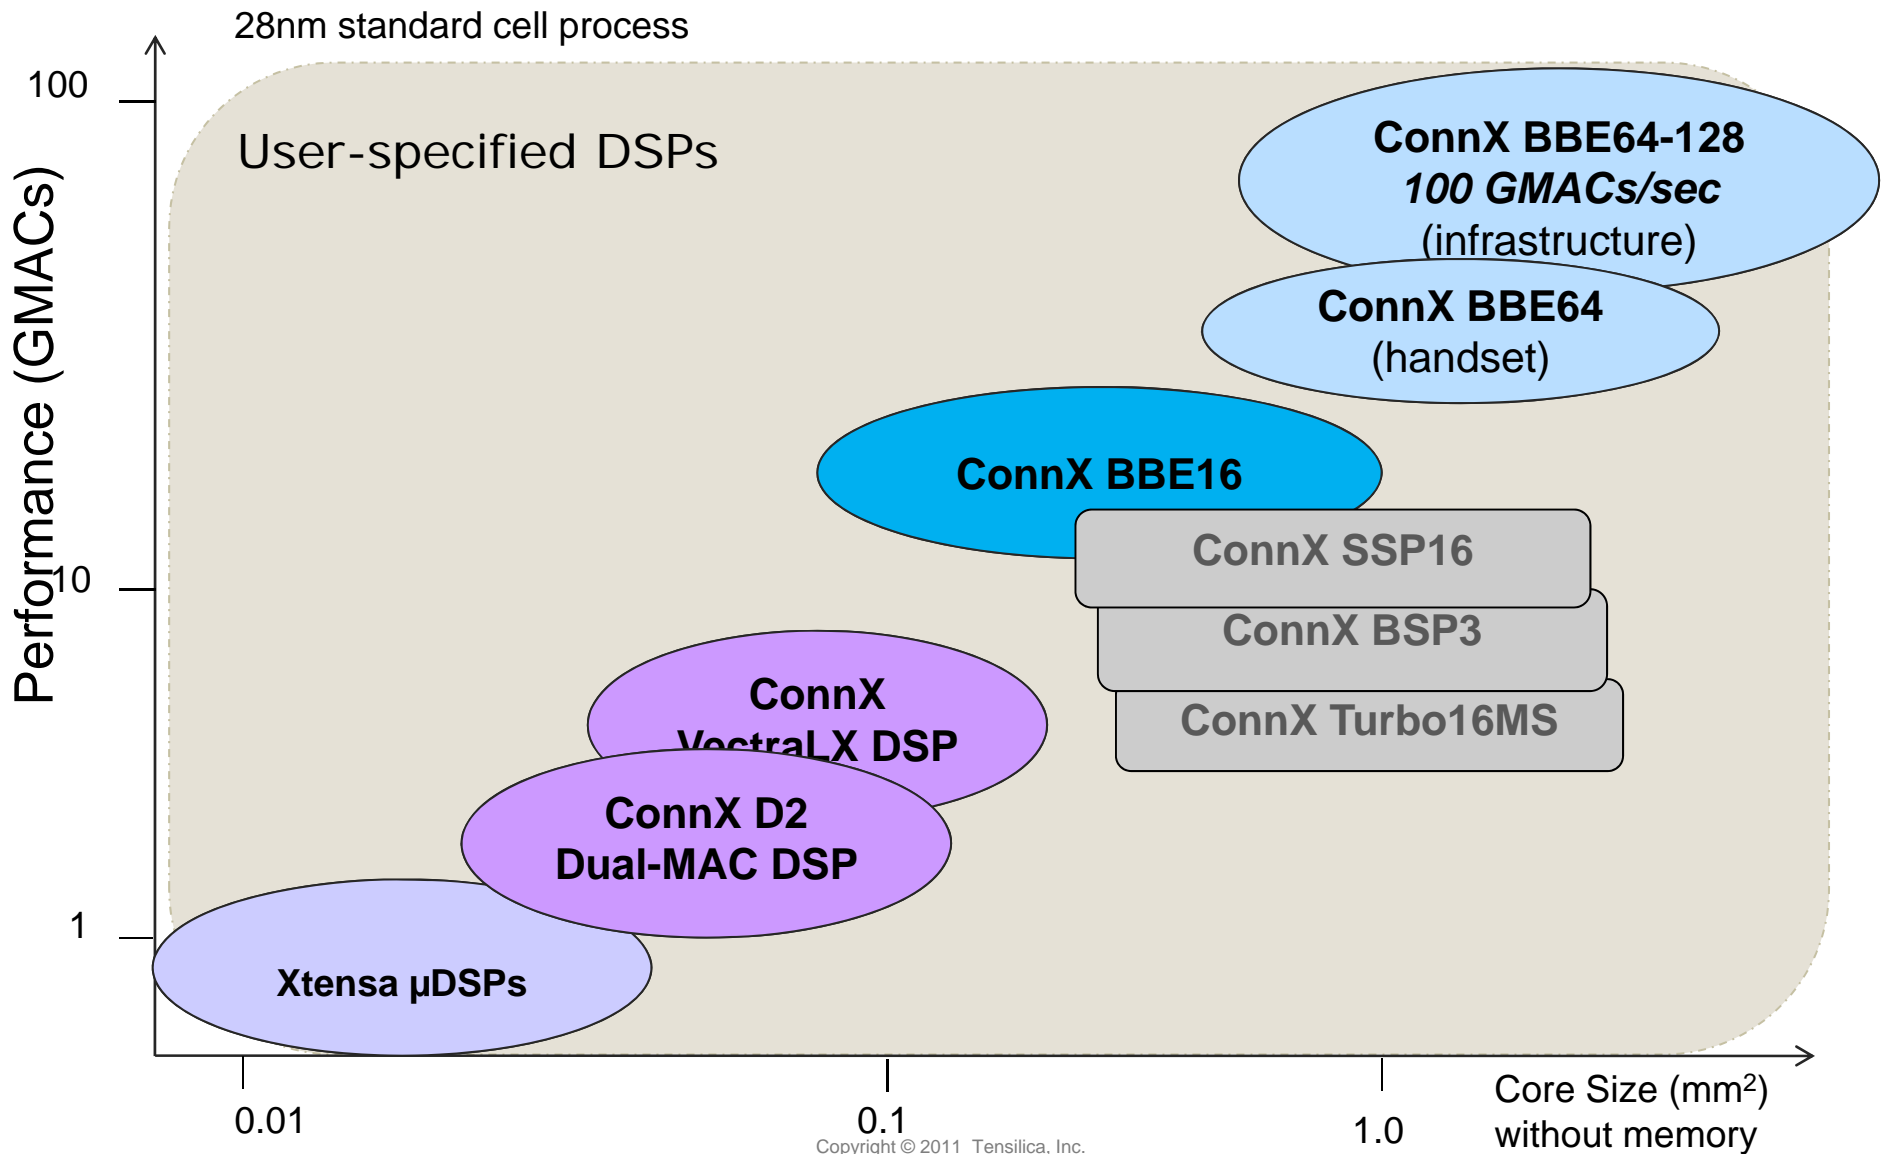 28nm standard cell process
100
User-specified DSPs
Performance (GMACs)
10
1
ConnX BBE64-128
100 GMACs/sec
(infrastructure)
ConnX BBE64
(handset)
ConnX BBE16
ConnX SSP16
ConnX BSP3
ConnX Turbo16MS
ConnX
VectraLX DSP
ConnX D2
Dual-MAC DSP
Xtensa µDSPs
0.01
0.1
1.0
Core Size (mm²)
without memory
Copyright © 2011 Tensilica, Inc.